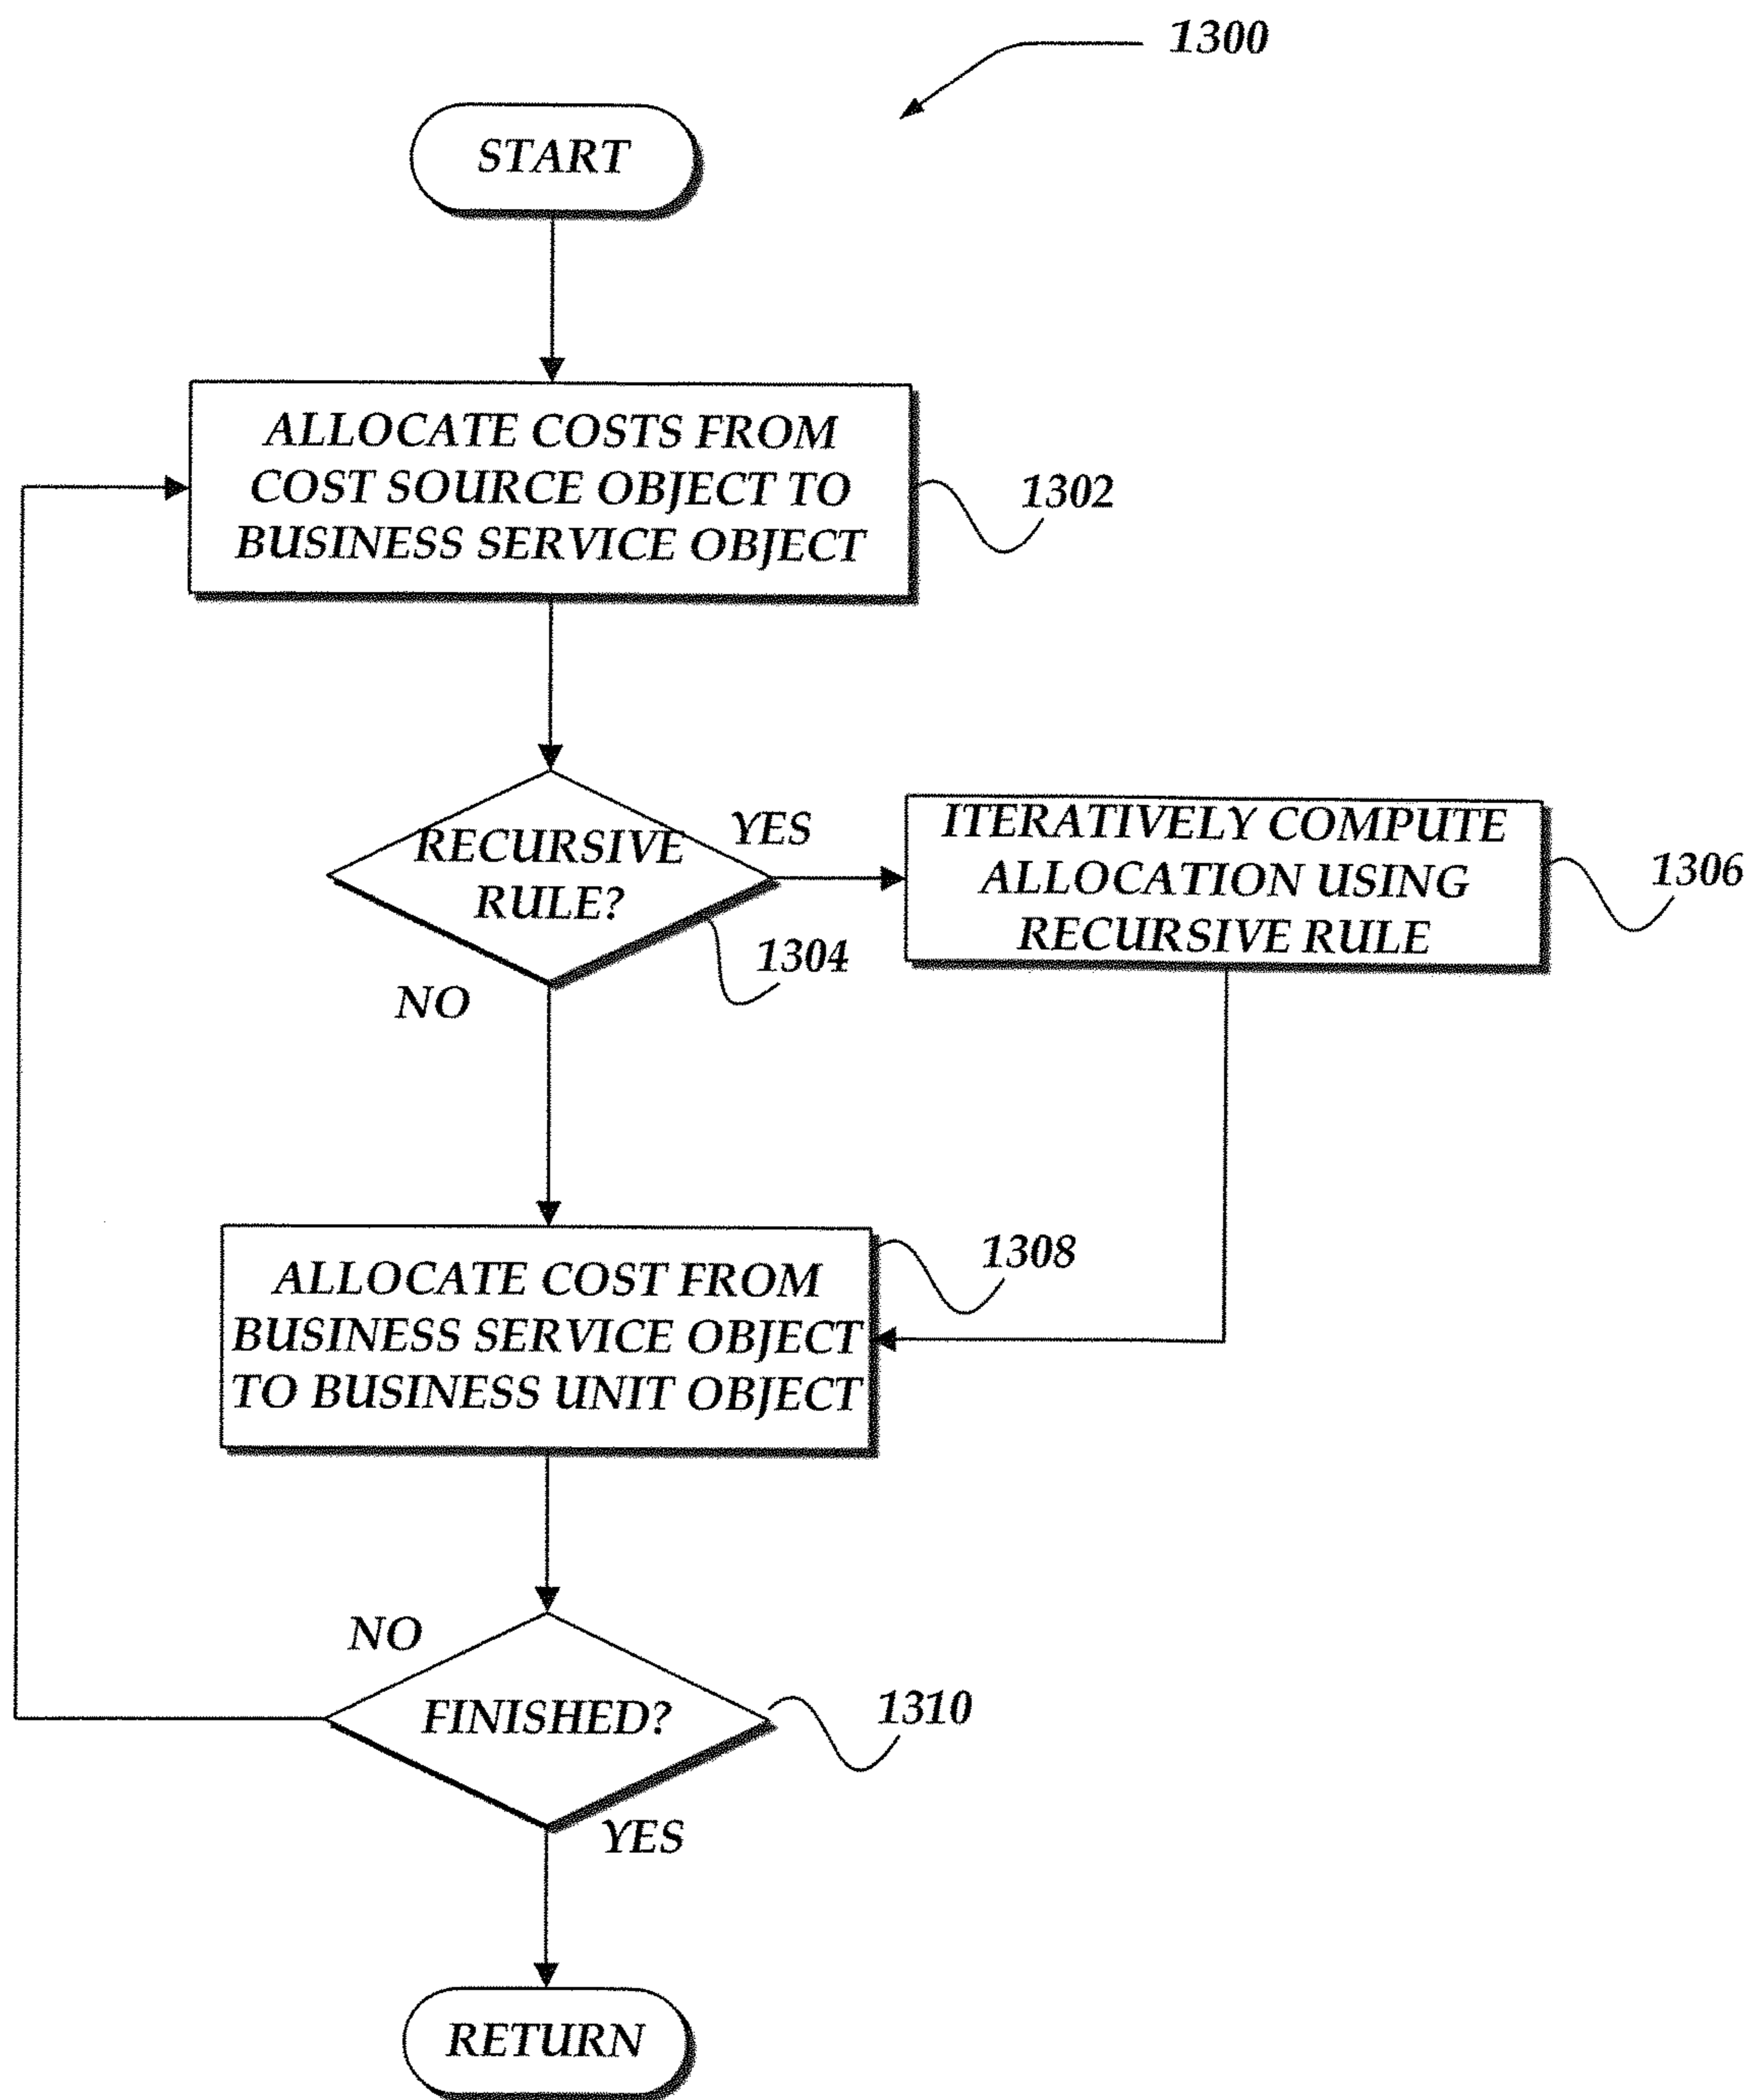 1300
START
ALLOCATE COSTS FROM
COST SOURCE OBJECT TO
BUSINESS SERVICE OBJECT
1302
RECURSIVE
RULE?
YES
NO
1304
ITERATIVELY COMPUTE
ALLOCATION USING
RECURSIVE RULE
1306
ALLOCATE COST FROM
BUSINESS SERVICE OBJECT
TO BUSINESS UNIT OBJECT
1308
NO
FINISHED?
1310
YES
RETURN